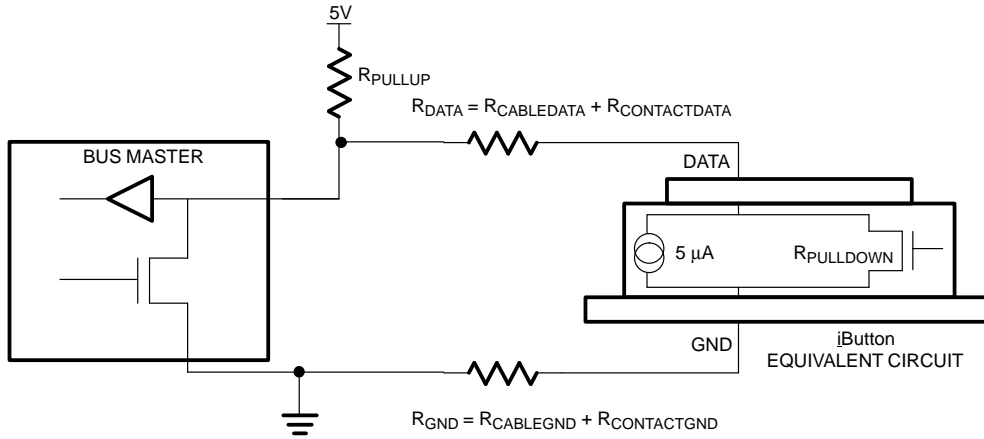 5V
RPULLUP
RDATA = RCABLEDATA + RCONTACTDATA
BUS MASTER
DATA
5 μA
RPULLDOWN
GND
iButton
EQUIVALENT CIRCUIT
RGND = RCABLEGND + RCONTACTGND